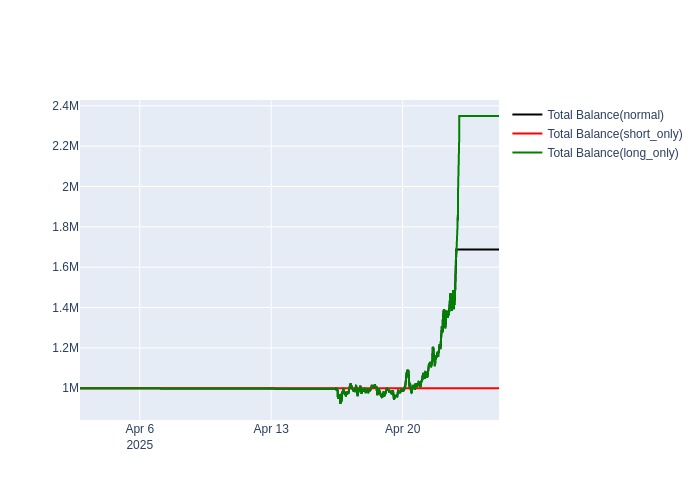 2.4M
2.2M
2M
1.8M
1.6M
1.4M
1.2M
1M
Apr 6
2025
Apr 13
Apr 20
Total Balance(normal)
Total Balance(short_only)
Total Balance(long_only)